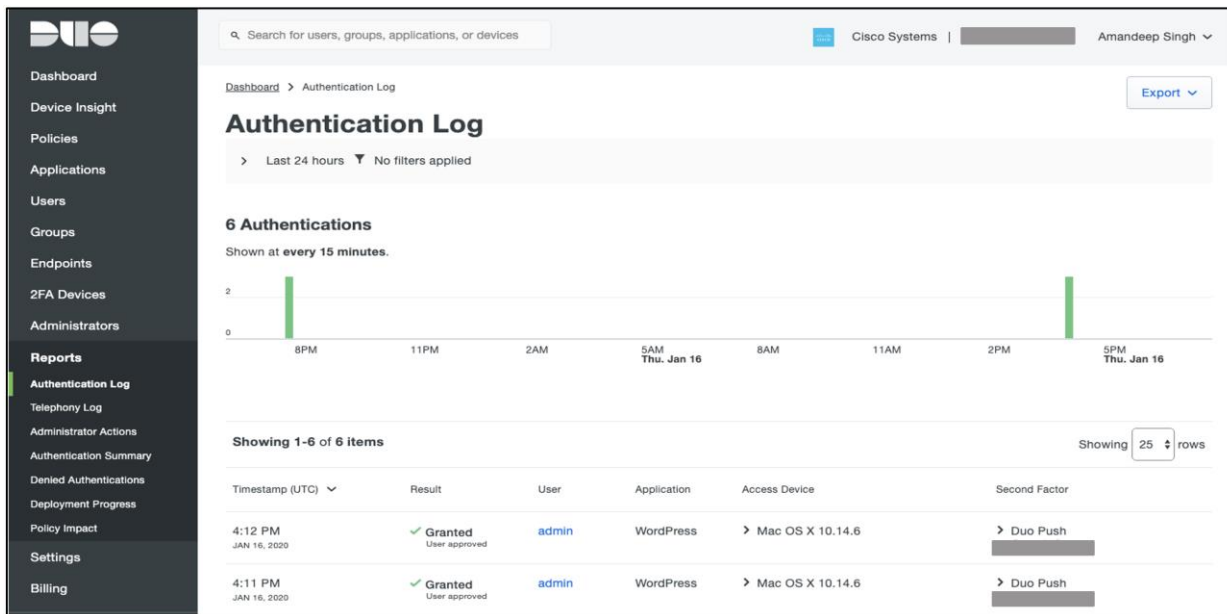 DUO
Search for users, groups, applications, or devices
Cisco Systems |
Amandeep Singh
Dashboard
Device Insight
Policies
Applications
Users
Groups
Endpoints
2FA Devices
Administrators
Reports
Authentication Log
Telephony Log
Administrator Actions
Authentication Summary
Denied Authentications
Deployment Progress
Policy Impact
Settings
Billing
Dashboard > Authentication Log
Export
Authentication Log
> Last 24 hours No filters applied
6 Authentications
Shown at every 15 minutes.
2
0
8PM 11PM 2AM 5AM 8AM 11AM 2PM 5PM
Thu. Jan 16 Thu. Jan 16
Showing 1-6 of 6 items
Showing 25 rows
Timestamp (UTC) Result User Application Access Device Second Factor
4:12 PM Granted admin WordPress > Mac OS X 10.14.6 > Duo Push
JAN 16, 2020 User approved
4:11 PM Granted admin WordPress > Mac OS X 10.14.6 > Duo Push
JAN 16, 2020 User approved